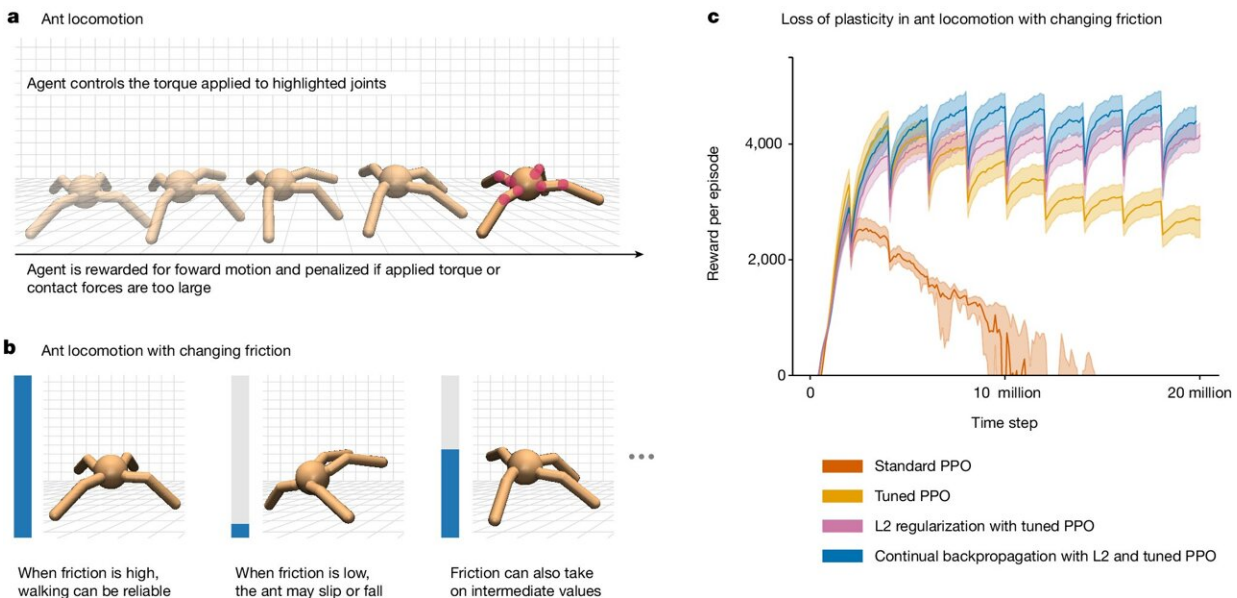 a Ant locomotion
Agent controls the torque applied to highlighted joints
Agent is rewarded for foward motion and penalized if applied torque or
contact forces are too large
b Ant locomotion with changing friction
When friction is high,
walking can be reliable
When friction is low,
the ant may slip or fall
Friction can also take
on intermediate values
...
c Loss of plasticity in ant locomotion with changing friction
Reward per episode
4,000
2,000
0
0
10 million
20 million
Time step
Standard PPO
Tuned PPO
L2 regularization with tuned PPO
Continual backpropagation with L2 and tuned PPO